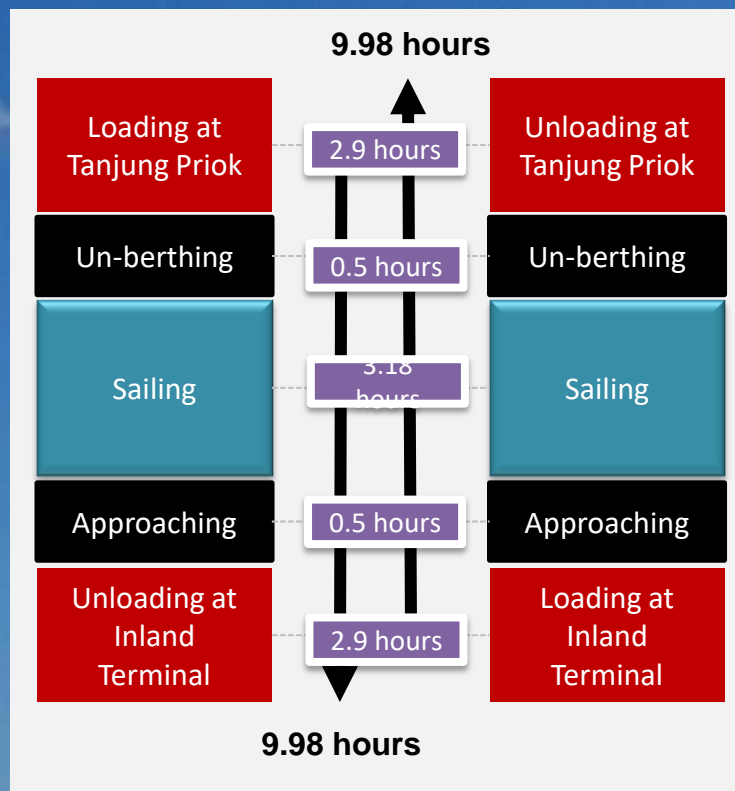 9.98 hours
Loading at
Tanjung Priok
2.9 hours
Unloading at
Tanjung Priok
Un-berthing
0.5 hours
Un-berthing
Sailing
3.18
hours
Sailing
Approaching
0.5 hours
Approaching
Unloading at
Inland
Terminal
2.9 hours
Loading at
Inland
Terminal
9.98 hours